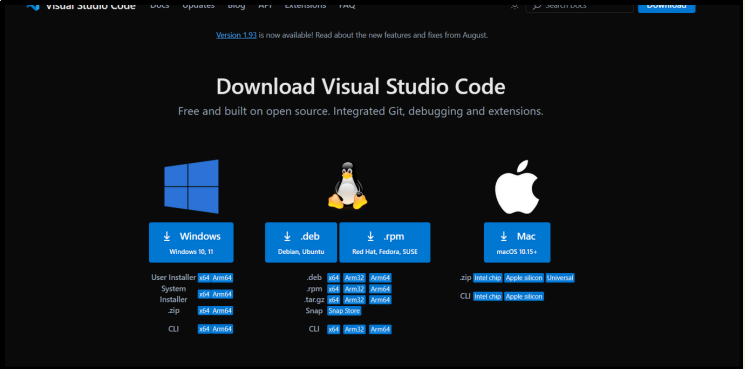 Visual Studio Code Docs Updates Blog API Extensions FAQ Search Docs Download
Version 1.93 is now available! Read about the new features and fixes from August.
Download Visual Studio Code
Free and built on open source. Integrated Git, debugging and extensions.
Windows
Windows 10, 11
User Installer x64 Arm64
System Installer x64 Arm64
.zip x64 Arm64
CLI x64 Arm64
.deb
Debian, Ubuntu
.rpm
Red Hat, Fedora, SUSE
.deb x64 Arm32 Arm64
.rpm x64 Arm32 Arm64
.tar.gz x64 Arm32 Arm64
Snap Snap Store
CLI x64 Arm32 Arm64
Mac
macOS 10.15+
.zip Intel chip Apple silicon Universal
CLI Intel chip Apple silicon